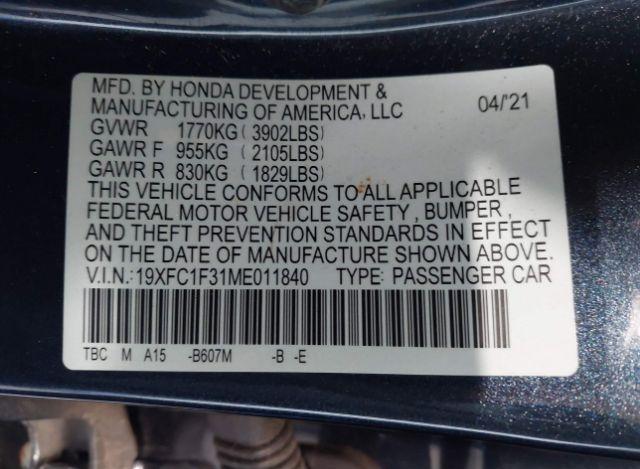 MFD. BY HONDA DEVELOPMENT &
MANUFACTURING OF AMERICA, LLC 04/'21
GVWR 1770KG ( 3902LBS)
GAWR F 955KG ( 2105LBS)
GAWR R 830KG ( 1829LBS)
THIS VEHICLE CONFORMS TO ALL APPLICABLE
FEDERAL MOTOR VEHICLE SAFETY , BUMPER ,
AND THEFT PREVENTION STANDARDS IN EFFECT
ON THE DATE OF MANUFACTURE SHOWN ABOVE.
V.I.N.:19XFC1F31ME011840 TYPE: PASSENGER CAR
TBC M A15 -B607M -B -E